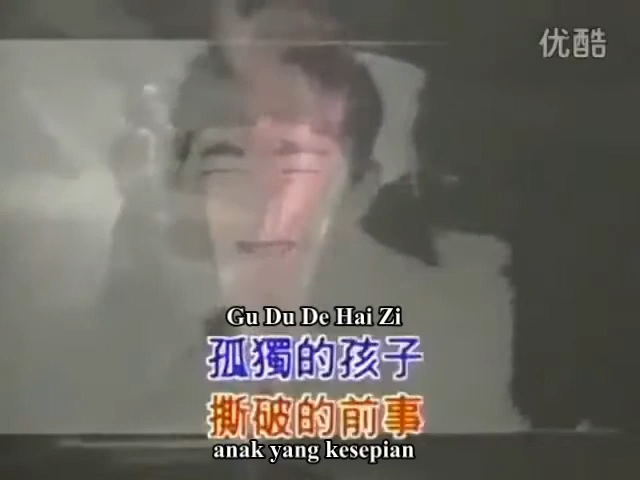 优酷
Gu Du De Hai Zi
孤獨的孩子
撕破的前事
anak yang kesepian